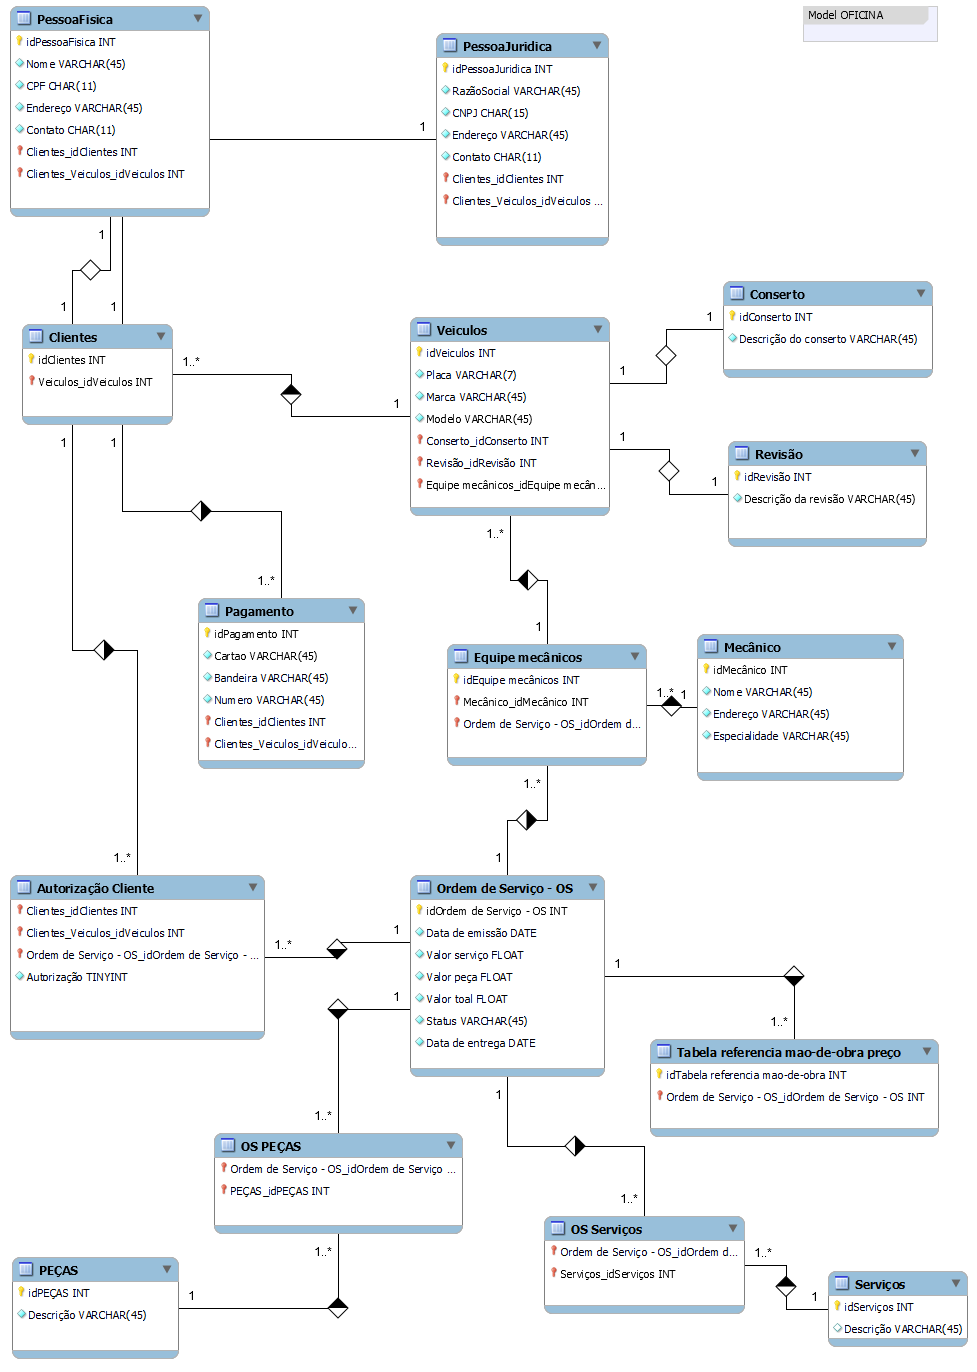 Model OFICINA
PessoaFisica
idPessoaFisica INT
Nome VARCHAR(45)
CPF CHAR(11)
Endereço VARCHAR(45)
Contato CHAR(11)
Clientes_idClientes INT
Clientes_Veiculos_idVeiculos INT
PessoaJuridica
idPessoaJuridica INT
RazãoSocial VARCHAR(45)
CNPJ CHAR(15)
Endereço VARCHAR(45)
Contato CHAR(11)
Clientes_idClientes INT
Clientes_Veiculos_idVeiculos ...
1
1
1
1
Clientes
idClientes INT
Veiculos_idVeiculos INT
1..*
1
Veiculos
idVeiculos INT
Placa VARCHAR(7)
Marca VARCHAR(45)
Modelo VARCHAR(45)
Conserto_idConserto INT
Revisão_idRevisão INT
Equipe mecânicos_idEquipe mecân...
1
1
Conserto
idConserto INT
Descrição do conserto VARCHAR(45)
1
1
Revisão
idRevisão INT
Descrição da revisão VARCHAR(45)
1
1
1..*
1..*
1
Pagamento
idPagamento INT
Cartao VARCHAR(45)
Bandeira VARCHAR(45)
Numero VARCHAR(45)
Clientes_idClientes INT
Clientes_Veiculos_idVeiculo...
Equipe mecânicos
idEquipe mecânicos INT
Mecânico_idMecânico INT
Ordem de Serviço - OS_idOrdem d...
1..*
1
Mecânico
idMecânico INT
Nome VARCHAR(45)
Endereço VARCHAR(45)
Especialidade VARCHAR(45)
1..*
1
1..*
Autorização Cliente
Clientes_idClientes INT
Clientes_Veiculos_idVeiculos INT
Ordem de Serviço - OS_idOrdem de Serviço - ...
Autorização TINYINT
1..*
1
Ordem de Serviço - OS
idOrdem de Serviço - OS INT
Data de emissão DATE
Valor serviço FLOAT
Valor peça FLOAT
Valor toal FLOAT
Status VARCHAR(45)
Data de entrega DATE
1
1
1..*
Tabela referencia mao-de-obra preço
idTabela referencia mao-de-obra INT
Ordem de Serviço - OS_idOrdem de Serviço - OS INT
1
1..*
OS PEÇAS
Ordem de Serviço - OS_idOrdem de Serviço ...
PEÇAS_idPEÇAS INT
1..*
1..*
OS Serviços
Ordem de Serviço - OS_idOrdem d...
Serviços_idServiços INT
1..*
1
PEÇAS
idPEÇAS INT
Descrição VARCHAR(45)
1
Serviços
idServiços INT
Descrição VARCHAR(45)